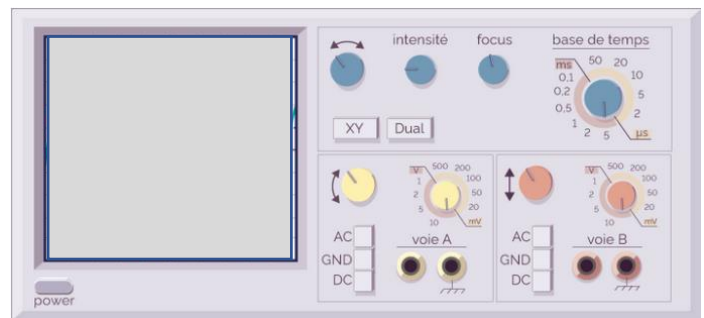 intensité focus base de temps
ms 50 20
0,1 10
0,2 5
0,5 2
1 2 5 µs
XY Dual
V 500 200
1 100
2 50
5 20
10 mV
AC voie A
GND
DC
V 500 200
1 100
2 50
5 20
10 mV
AC voie B
GND
DC
power